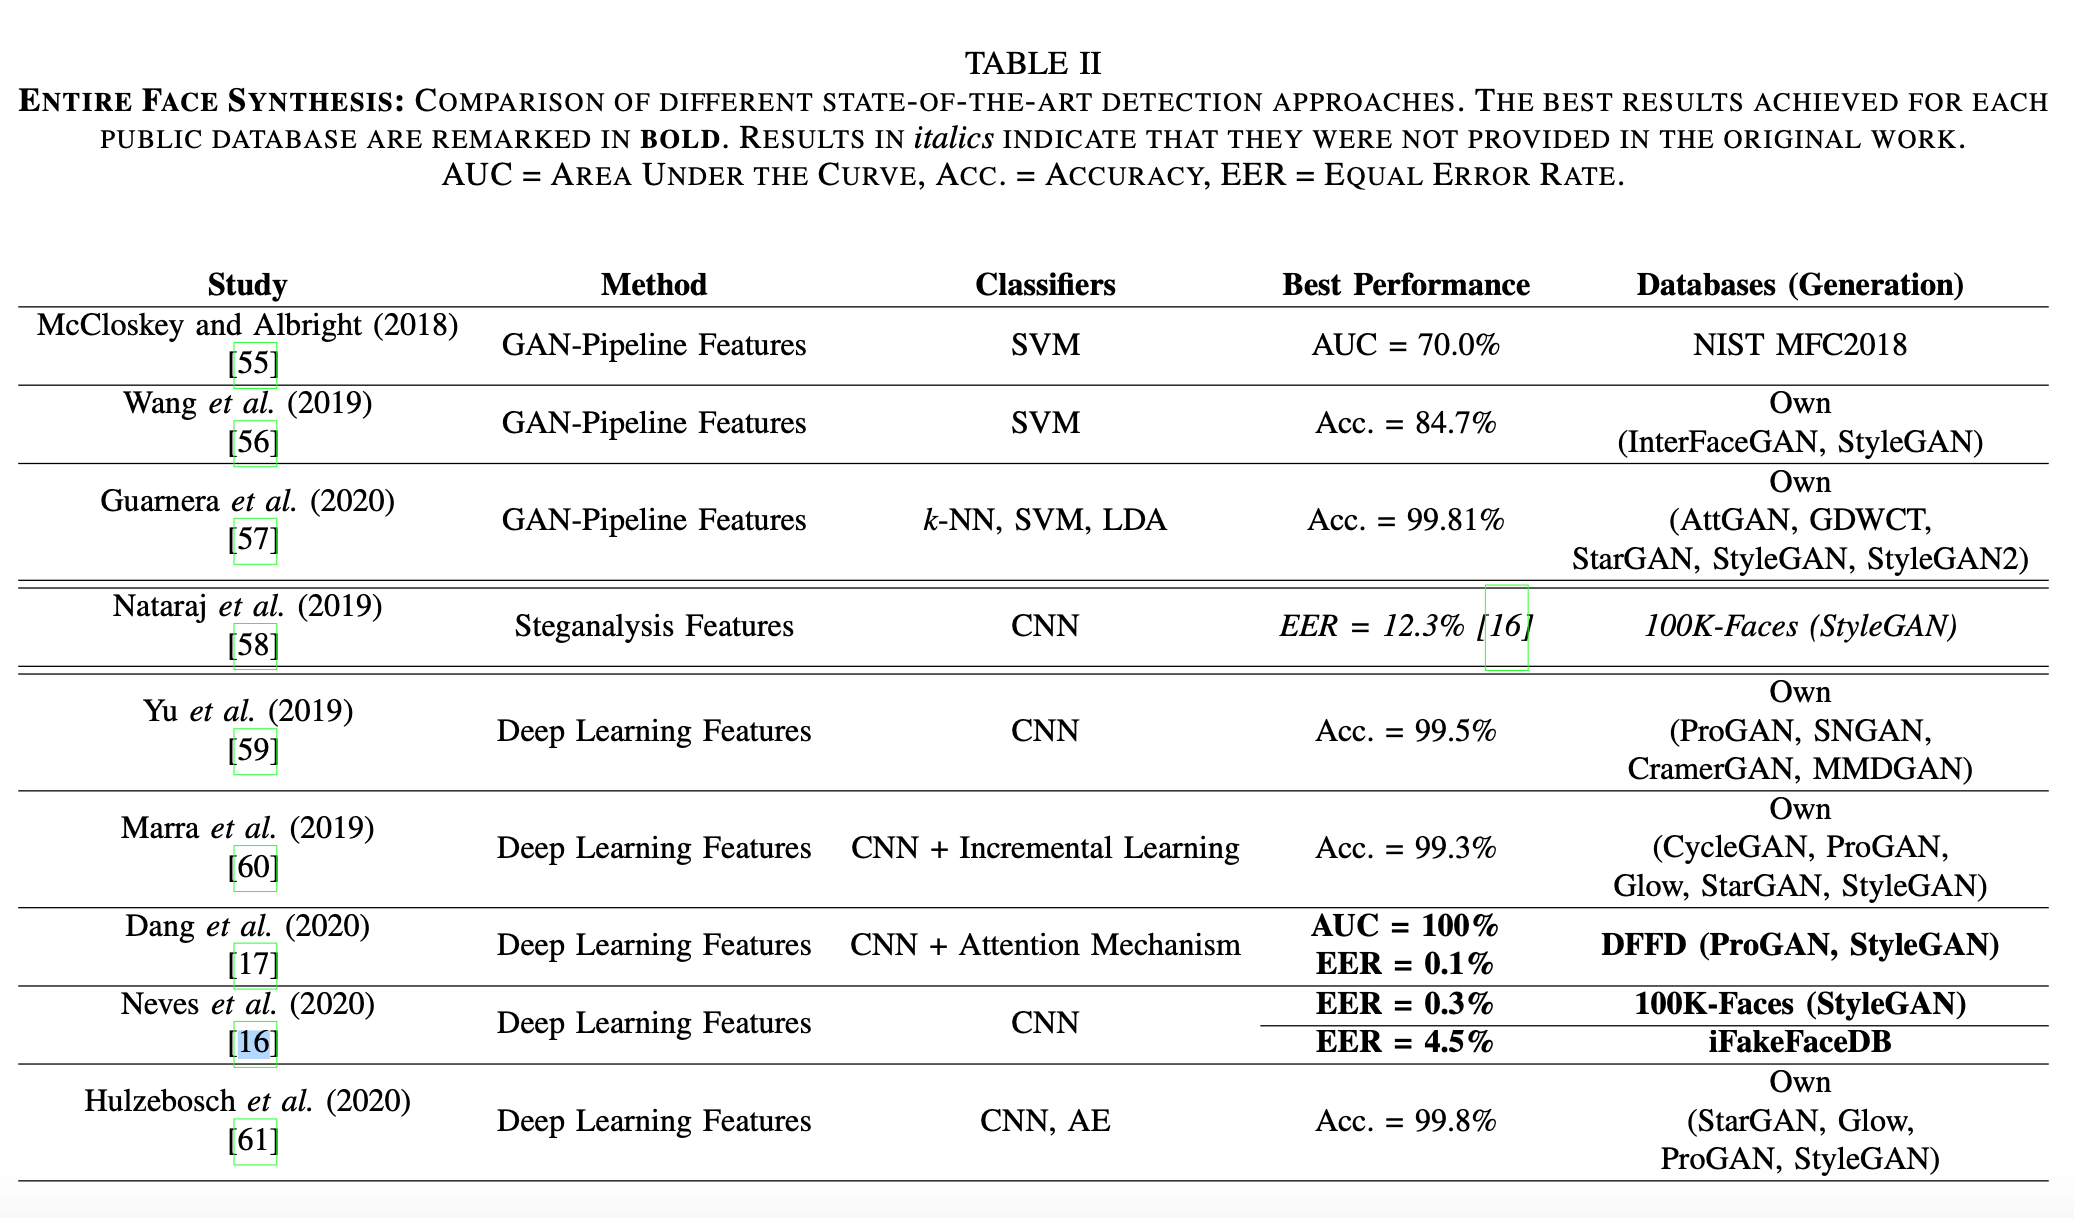 TABLE II
ENTIRE FACE SYNTHESIS: COMPARISON OF DIFFERENT STATE-OF-THE-ART DETECTION APPROACHES. THE BEST RESULTS ACHIEVED FOR EACH
PUBLIC DATABASE ARE REMARKED IN BOLD. RESULTS IN italics INDICATE THAT THEY WERE NOT PROVIDED IN THE ORIGINAL WORK.
AUC = AREA UNDER THE CURVE, ACC. = ACCURACY, EER = EQUAL ERROR RATE.
Study Method Classifiers Best Performance Databases (Generation)
McCloskey and Albright (2018)
[55]
GAN-Pipeline Features SVM AUC = 70.0% NIST MFC2018
Wang et al. (2019)
[56]
GAN-Pipeline Features SVM Acc. = 84.7%
Own
(InterFaceGAN, StyleGAN)
Guarnera et al. (2020)
[57]
GAN-Pipeline Features k-NN, SVM, LDA Acc. = 99.81%
Own
(AttGAN, GDWCT,
StarGAN, StyleGAN, StyleGAN2)
Nataraj et al. (2019)
[58]
Steganalysis Features CNN EER = 12.3% [16] 100K-Faces (StyleGAN)
Yu et al. (2019)
[59]
Deep Learning Features CNN Acc. = 99.5%
Own
(ProGAN, SNGAN,
CramerGAN, MMDGAN)
Marra et al. (2019)
[60]
Deep Learning Features CNN + Incremental Learning Acc. = 99.3%
Own
(CycleGAN, ProGAN,
Glow, StarGAN, StyleGAN)
Dang et al. (2020)
[17]
Deep Learning Features CNN + Attention Mechanism
AUC = 100%
EER = 0.1%
DFFD (ProGAN, StyleGAN)
Neves et al. (2020)
[16]
Deep Learning Features CNN
EER = 0.3% 100K-Faces (StyleGAN)
EER = 4.5% iFakeFaceDB
Hulzebosch et al. (2020)
[61]
Deep Learning Features CNN, AE Acc. = 99.8%
Own
(StarGAN, Glow,
ProGAN, StyleGAN)